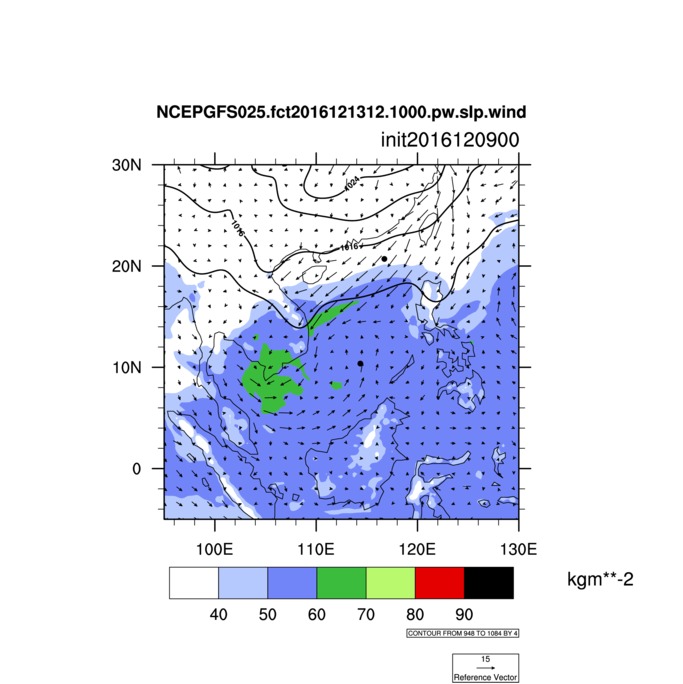 NCEPGFS025.fct2016121312.1000.pw.slp.wind
init2016120900
30N
20N
10N
0
1024
1016
1016
100E 110E 120E 130E
40 50 60 70 80 90
kgm**-2
CONTOUR FROM 948 TO 1084 BY 4
15
Reference Vector